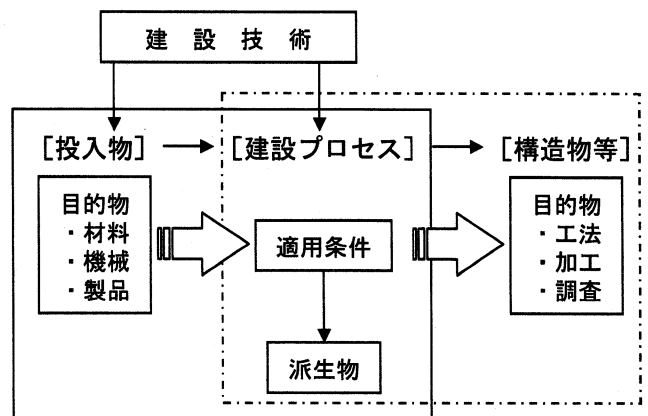 建設技術
[投入物]
[建設プロセス]
[構造物等]
目的物
・材料
・機械
・製品
適用条件
派生物
目的物
・工法
・加工
・調査